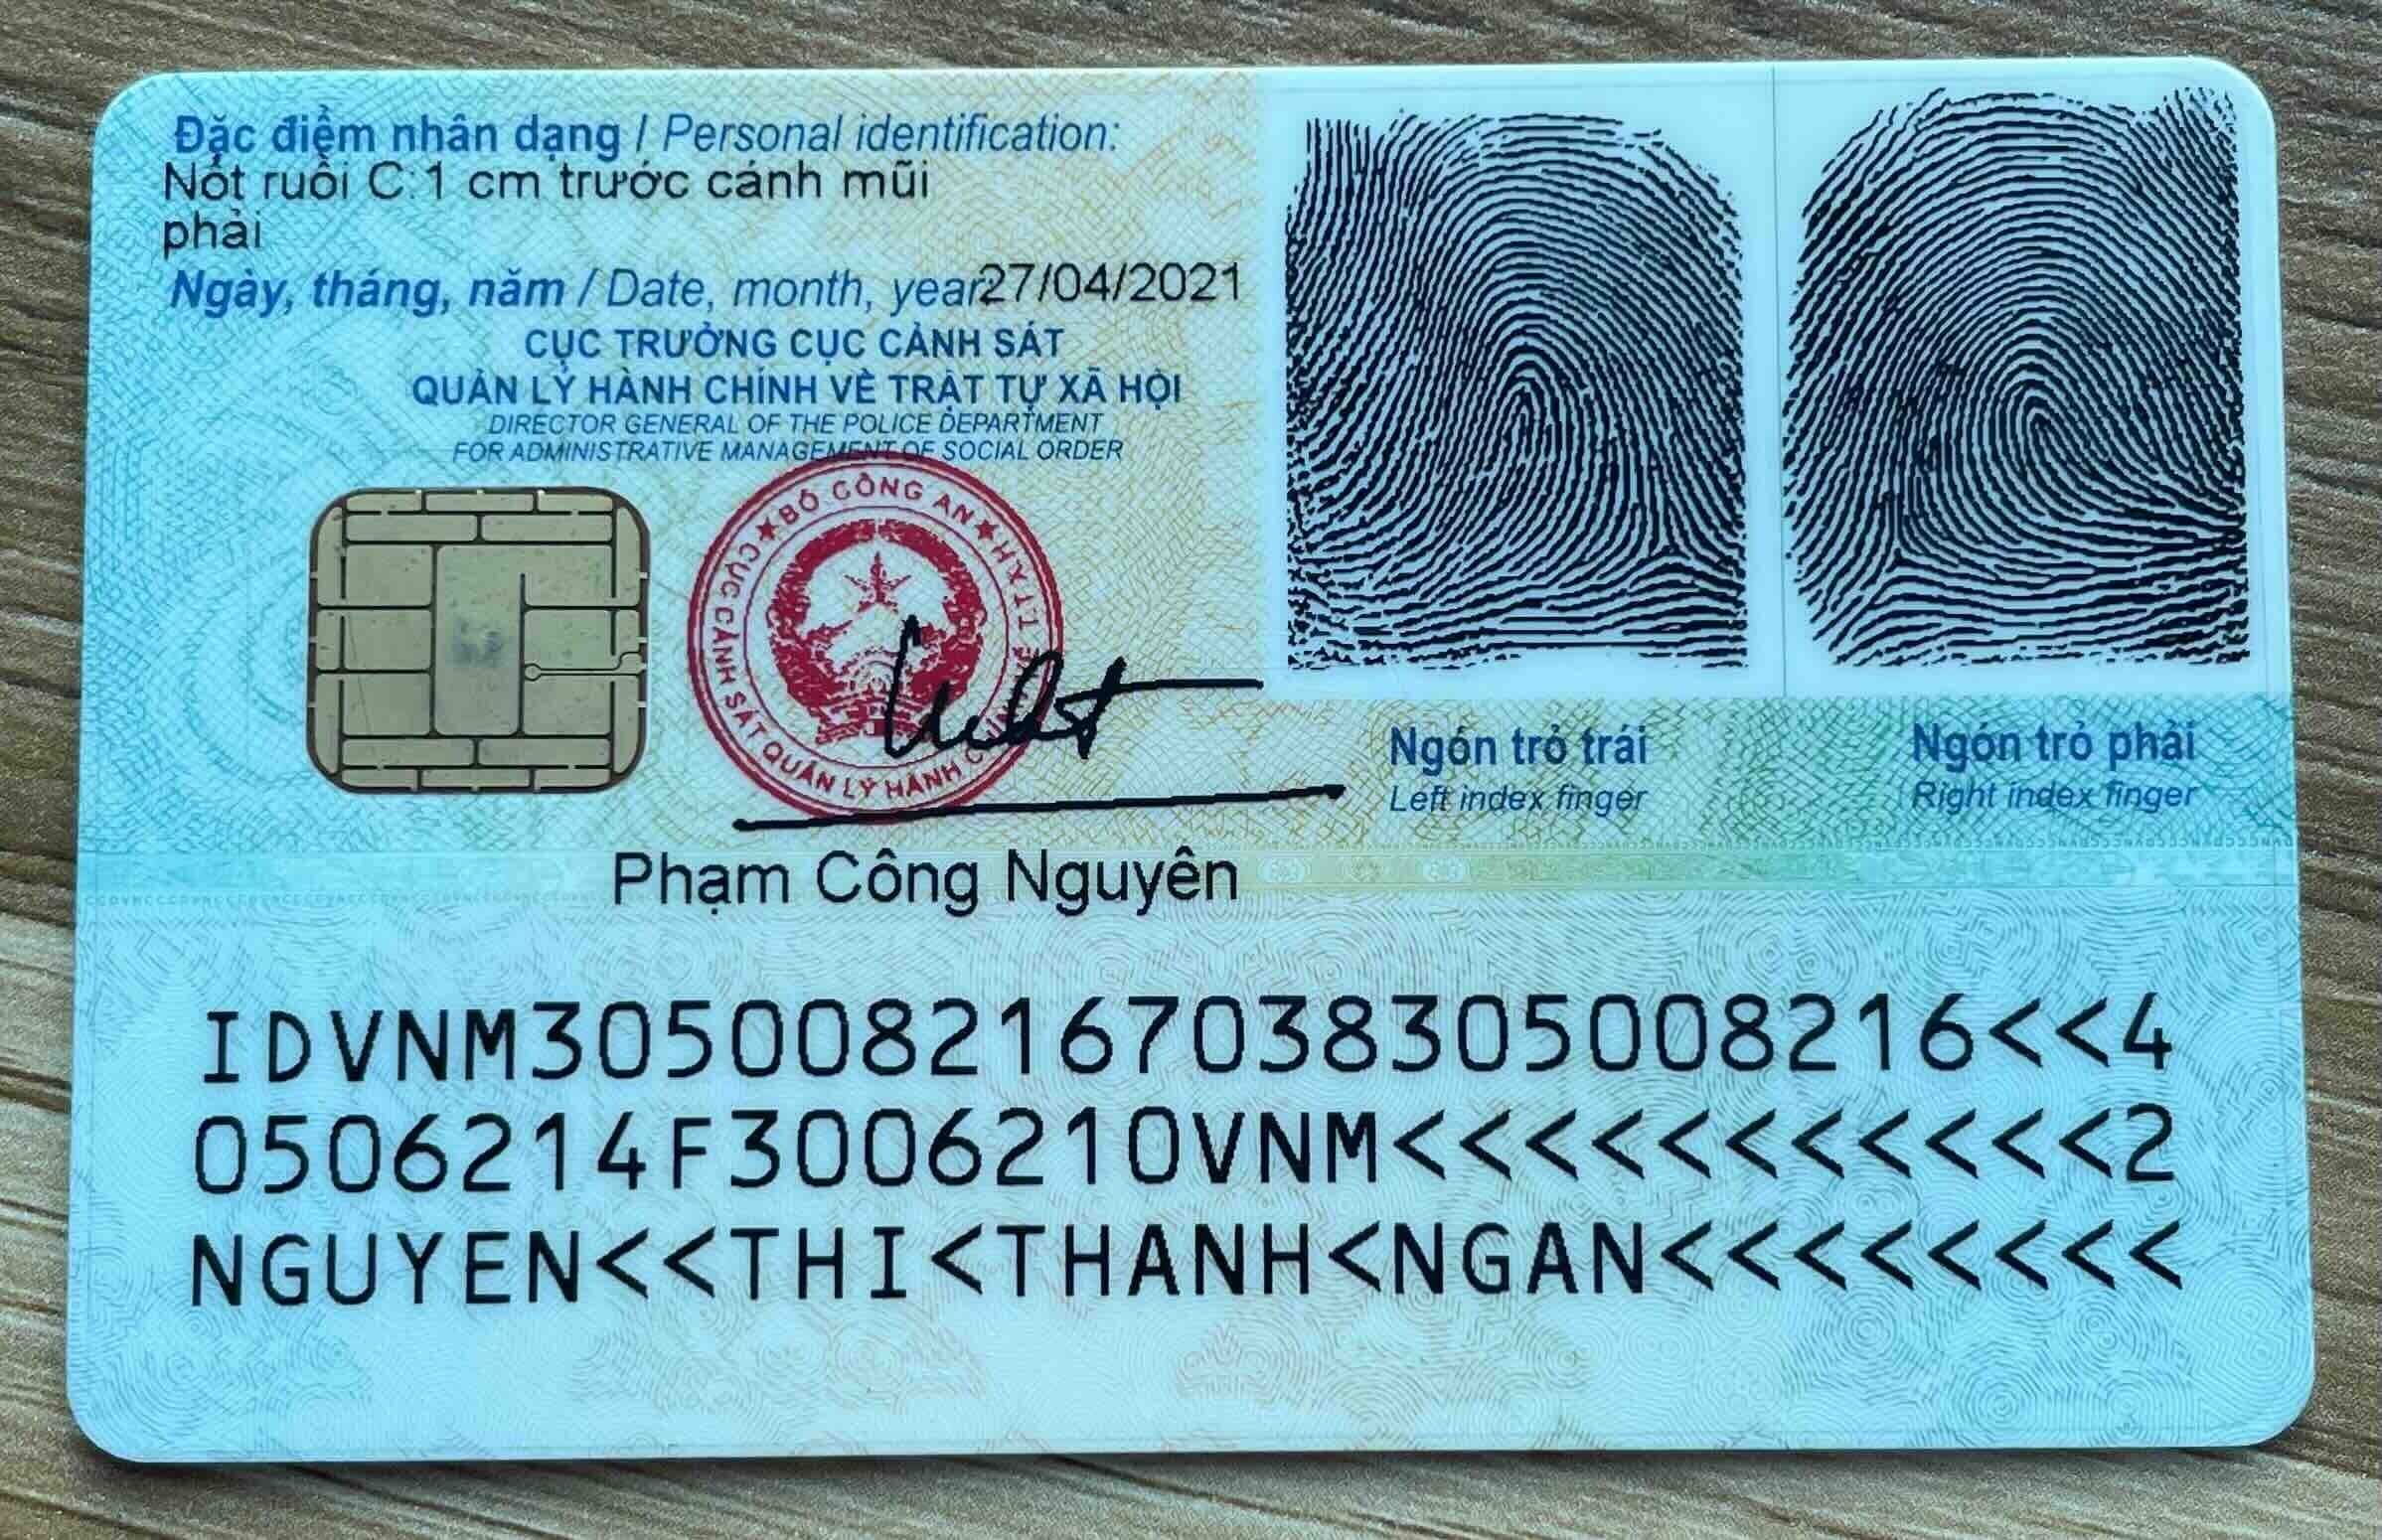 Đặc điểm nhân dạng / Personal identification:
Nốt ruồi C:1 cm trước cánh mũi
phải
Ngày, tháng, năm / Date, month, year: 27/04/2021
CỤC TRƯỞNG CỤC CẢNH SÁT
QUẢN LÝ HÀNH CHÍNH VỀ TRẬT TỰ XÃ HỘI
DIRECTOR GENERAL OF THE POLICE DEPARTMENT
FOR ADMINISTRATIVE MANAGEMENT OF SOCIAL ORDER
BỘ CÔNG AN
CỤC CẢNH SÁT QUẢN LÝ HÀNH CHÍNH VỀ TTXH
Ngón trỏ trái
Left index finger
Ngón trỏ phải
Right index finger
Phạm Công Nguyên
IDVNM3050082167038305008216<<4
0506214F3006210VNM<<<<<<<<<<<2
NGUYEN<<THI<THANH<NGAN<<<<<<<<